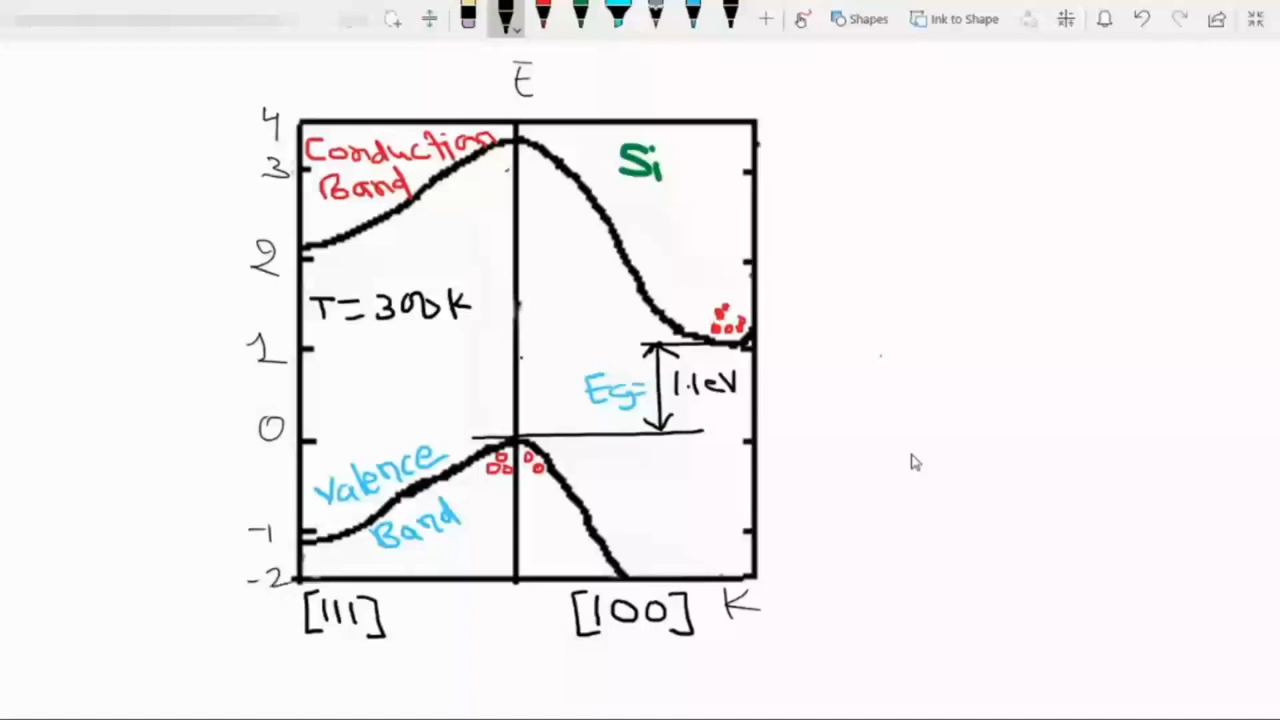 Shapes
Ink to Shape
E
4
Conduction
Band
3
Si
2
T=300K
1
Eg=
1.1eV
0
Valence
Band
-1
-2
[111]
[100]
K